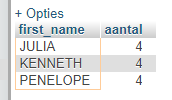 + Opties
first_name aantal
JULIA 4
KENNETH 4
PENELOPE 4